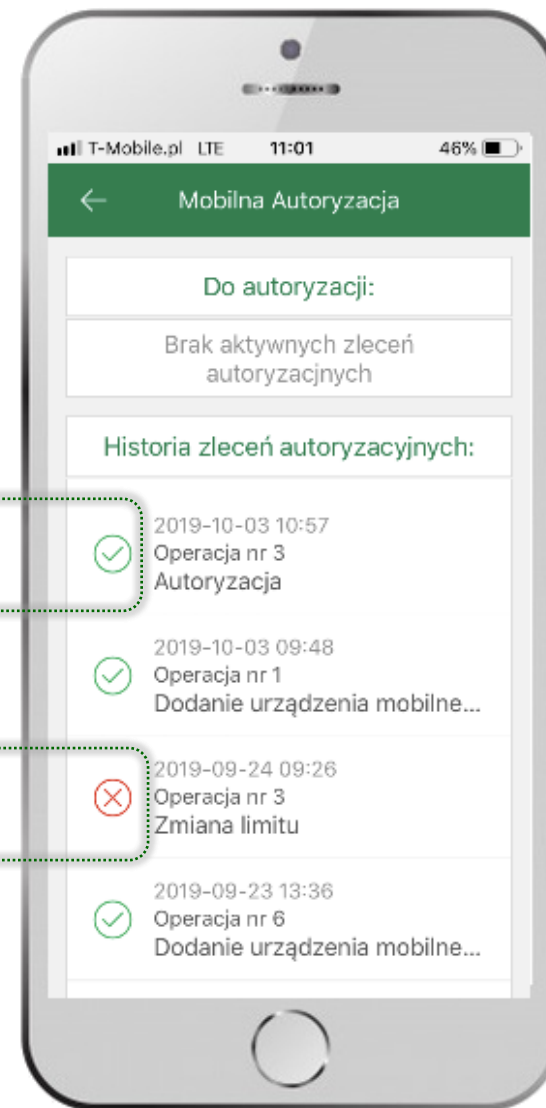 T-Mobile.pl LTE 11:01 46%
Mobilna Autoryzacja
Do autoryzacji:
Brak aktywnych zleceń
autoryzacjnych
Historia zleceń autoryzacyjnych:
2019-10-03 10:57
Operacja nr 3
Autoryzacja
2019-10-03 09:48
Operacja nr 1
Dodanie urządzenia mobilne...
2019-09-24 09:26
Operacja nr 3
Zmiana limitu
2019-09-23 13:36
Operacja nr 6
Dodanie urządzenia mobilne...